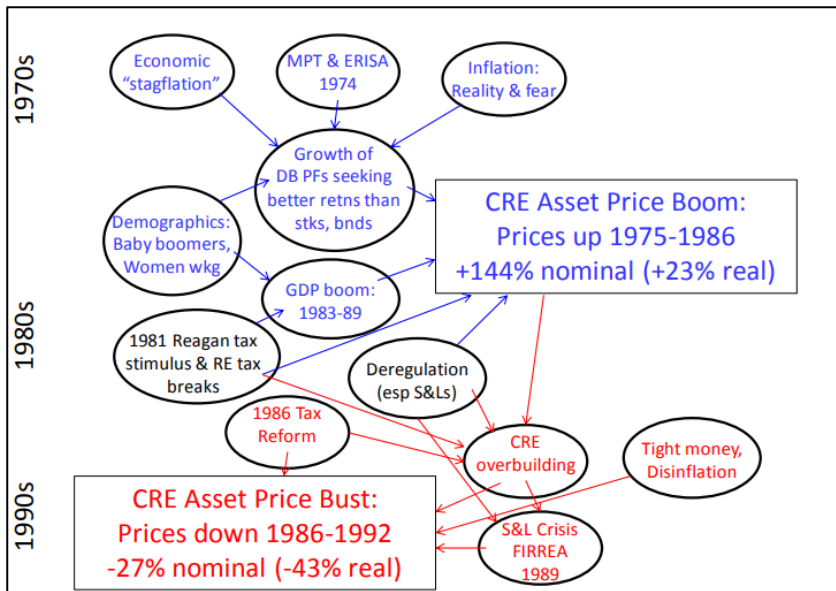 1970s
Economic
“stagflation”
MPT & ERISA
1974
Inflation:
Reality & fear
Growth of
DB PFs seeking
better retns than
stks, bnds
Demographics:
Baby boomers,
Women wkg
CRE Asset Price Boom:
Prices up 1975-1986
+144% nominal (+23% real)
GDP boom:
1983-89
1980s
1981 Reagan tax
stimulus & RE tax
breaks
Deregulation
(esp S&Ls)
1986 Tax
Reform
CRE
overbuilding
Tight money,
Disinflation
1990s
CRE Asset Price Bust:
Prices down 1986-1992
-27% nominal (-43% real)
S&L Crisis
FIRREA
1989